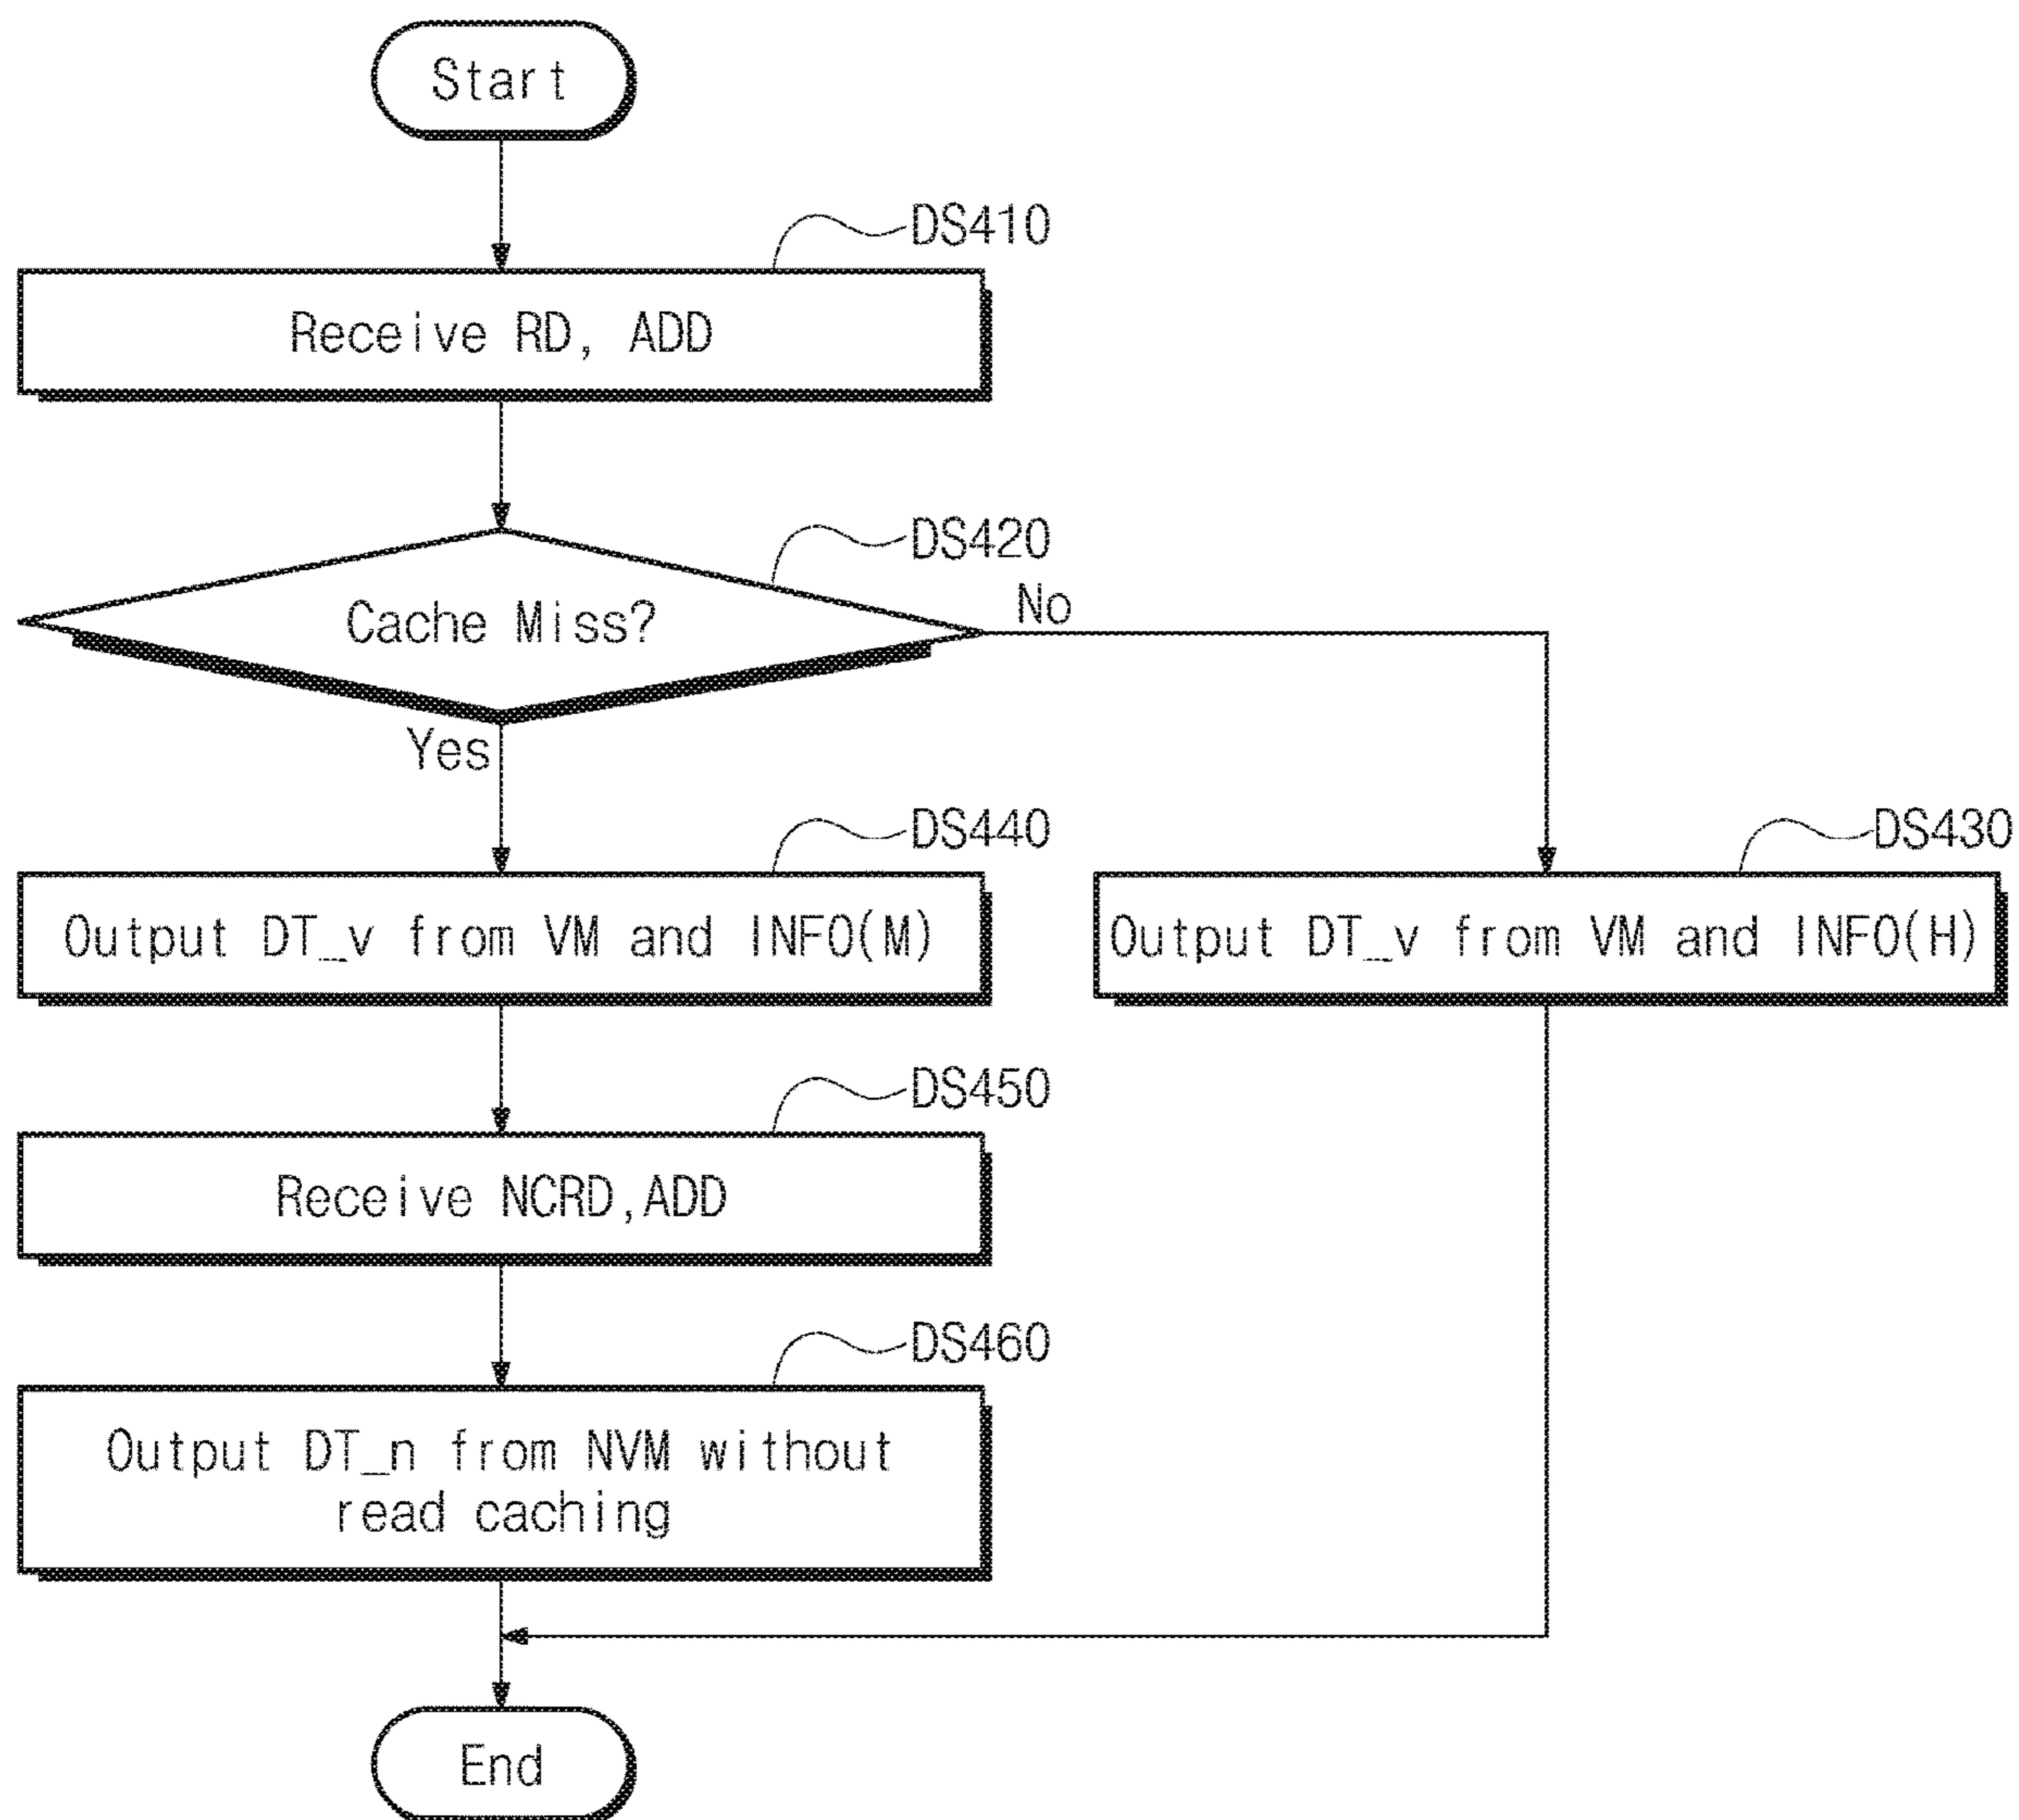 Start
DS410
Receive RD, ADD
DS420
Cache Miss?
No
Yes
DS440
Output DT_v from VM and INFO(M)
DS430
Output DT_v from VM and INFO(H)
DS450
Receive NCRD,ADD
DS460
Output DT_n from NVM without
read caching
End